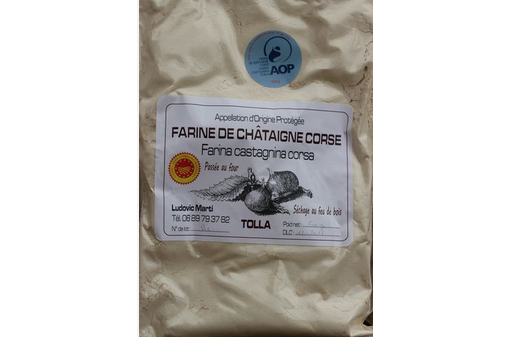 AOP
Appellation d'Origine Protégée
FARINE DE CHÂTAIGNE CORSE
Farina castagnina corsa
Passée au four
Séchage au feu de bois
Ludovic Marti
Tél. 06 89 79 37 82
TOLLA
N° de lot
Poid net
DLC